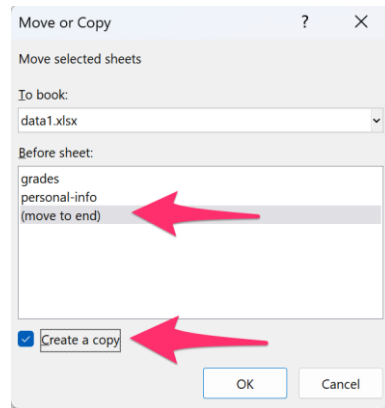 Move or Copy ?
Move selected sheets
To book:
data1.xlsx
Before sheet:
grades
personal-info
(move to end)
Create a copy
OK Cancel